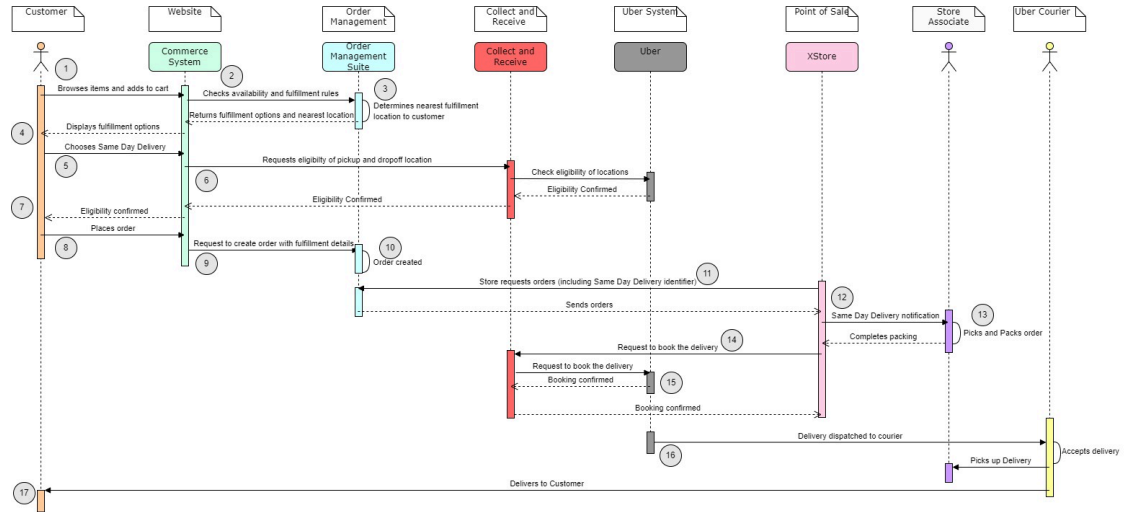 Customer
Website
Order
Management
Collect and
Receive
Uber System
Point of Sale
Store
Associate
Uber Courier
Commerce
System
Order
Management
Suite
Collect and
Receive
Uber
XStore
1
2
3
Browses items and adds to cart
Checks availability and fulfillment rules
Determines nearest fulfillment
location to customer
Returns fulfillment options and nearest location
4
Displays fulfillment options
Chooses Same Day Delivery
5
Requests eligibilty of pickup and dropoff location
6
Check eligibility of locations
Eligibility Confirmed
Eligibility Confirmed
7
Eligibility confirmed
Places order
8
Request to create order with fulfillment details
9
10
Order created
11
Store requests orders (including Same Day Delivery identifier)
12
Sends orders
Same Day Delivery notification
13
Picks and Packs order
Completes packing
14
Request to book the delivery
Request to book the delivery
15
Booking confirmed
Booking confirmed
Delivery dispatched to courier
16
Accepts delivery
Picks up Delivery
Delivers to Customer
17